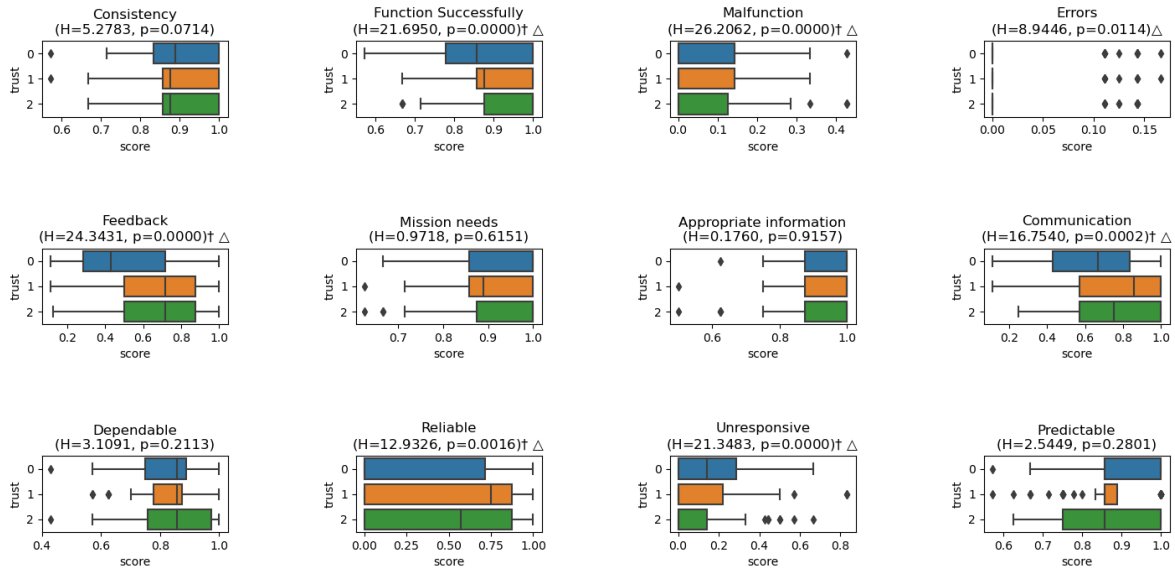 Consistency
(H=5.2783, p=0.0714)
trust
0
1
2
0.6 0.7 0.8 0.9 1.0
score
Function Successfully
(H=21.6950, p=0.0000)† △
trust
0
1
2
0.6 0.7 0.8 0.9 1.0
score
Malfunction
(H=26.2062, p=0.0000)† △
trust
0
1
2
0.0 0.1 0.2 0.3 0.4
score
Errors
(H=8.9446, p=0.0114)△
trust
0
1
2
0.00 0.05 0.10 0.15
score
Feedback
(H=24.3431, p=0.0000)† △
trust
0
1
2
0.2 0.4 0.6 0.8 1.0
score
Mission needs
(H=0.9718, p=0.6151)
trust
0
1
2
0.7 0.8 0.9 1.0
score
Appropriate information
(H=0.1760, p=0.9157)
trust
0
1
2
0.6 0.8 1.0
score
Communication
(H=16.7540, p=0.0002)† △
trust
0
1
2
0.2 0.4 0.6 0.8 1.0
score
Dependable
(H=3.1091, p=0.2113)
trust
0
1
2
0.4 0.6 0.8 1.0
score
Reliable
(H=12.9326, p=0.0016)† △
trust
0
1
2
0.00 0.25 0.50 0.75 1.00
score
Unresponsive
(H=21.3483, p=0.0000)† △
trust
0
1
2
0.0 0.2 0.4 0.6 0.8
score
Predictable
(H=2.5449, p=0.2801)
trust
0
1
2
0.6 0.7 0.8 0.9 1.0
score